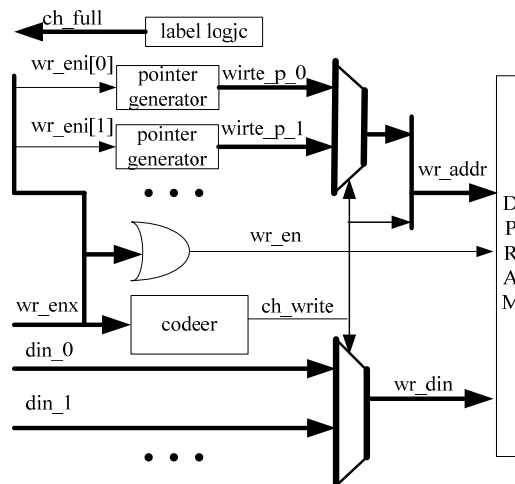 ch_full
label logic
wr_eni[0]
pointer
generator
wirte_p_0
wr_eni[1]
pointer
generator
wirte_p_1
• • •
wr_addr
D
P
R
A
M
wr_en
wr_enx
codeer
ch_write
din_0
wr_din
din_1
• • •